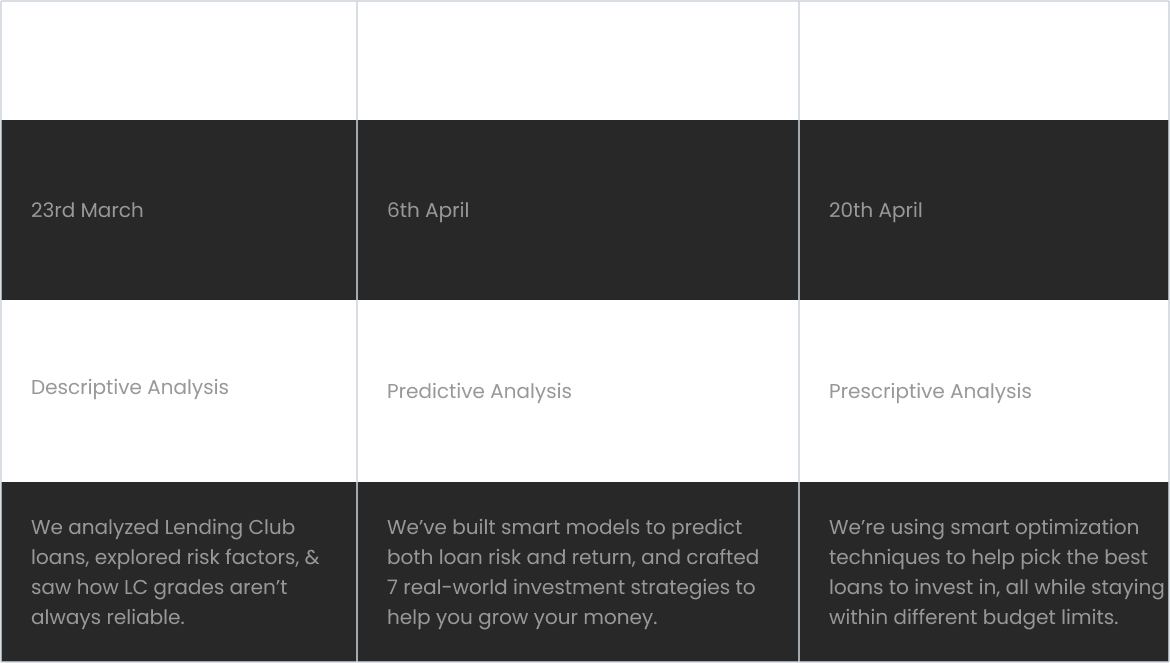 23rd March
6th April
20th April
Descriptive Analysis
Predictive Analysis
Prescriptive Analysis
We analyzed Lending Club
loans, explored risk factors, &
saw how LC grades aren’t
always reliable.
We’ve built smart models to predict
both loan risk and return, and crafted
7 real-world investment strategies to
help you grow your money.
We’re using smart optimization
techniques to help pick the best
loans to invest in, all while staying
within different budget limits.